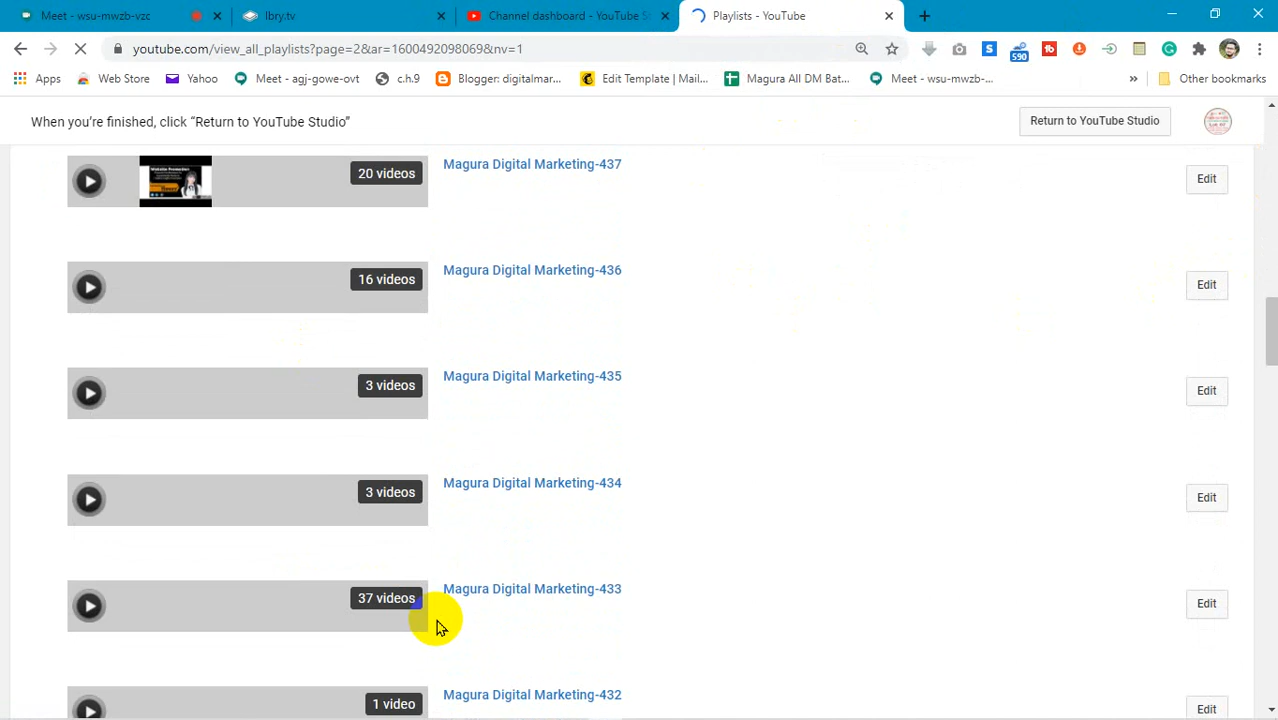 Meet - wsu-mwzb-vzc
lbry.tv
Channel dashboard - YouTube St
Playlists - YouTube
youtube.com/view_all_playlists?page=2&ar=16004920980698&nv=1
590
Apps
Web Store
Yahoo
Meet - agj-gowe-ovt
c.h.9
Blogger: digitalmar...
Edit Template | Mail...
Magura All DM Bat...
Meet - wsu-mwzb-...
»
Other bookmarks
When you're finished, click "Return to YouTube Studio"
Return to YouTube Studio
20 videos
Magura Digital Marketing-437
Edit
16 videos
Magura Digital Marketing-436
Edit
3 videos
Magura Digital Marketing-435
Edit
3 videos
Magura Digital Marketing-434
Edit
37 videos
Magura Digital Marketing-433
Edit
1 video
Magura Digital Marketing-432
Edit